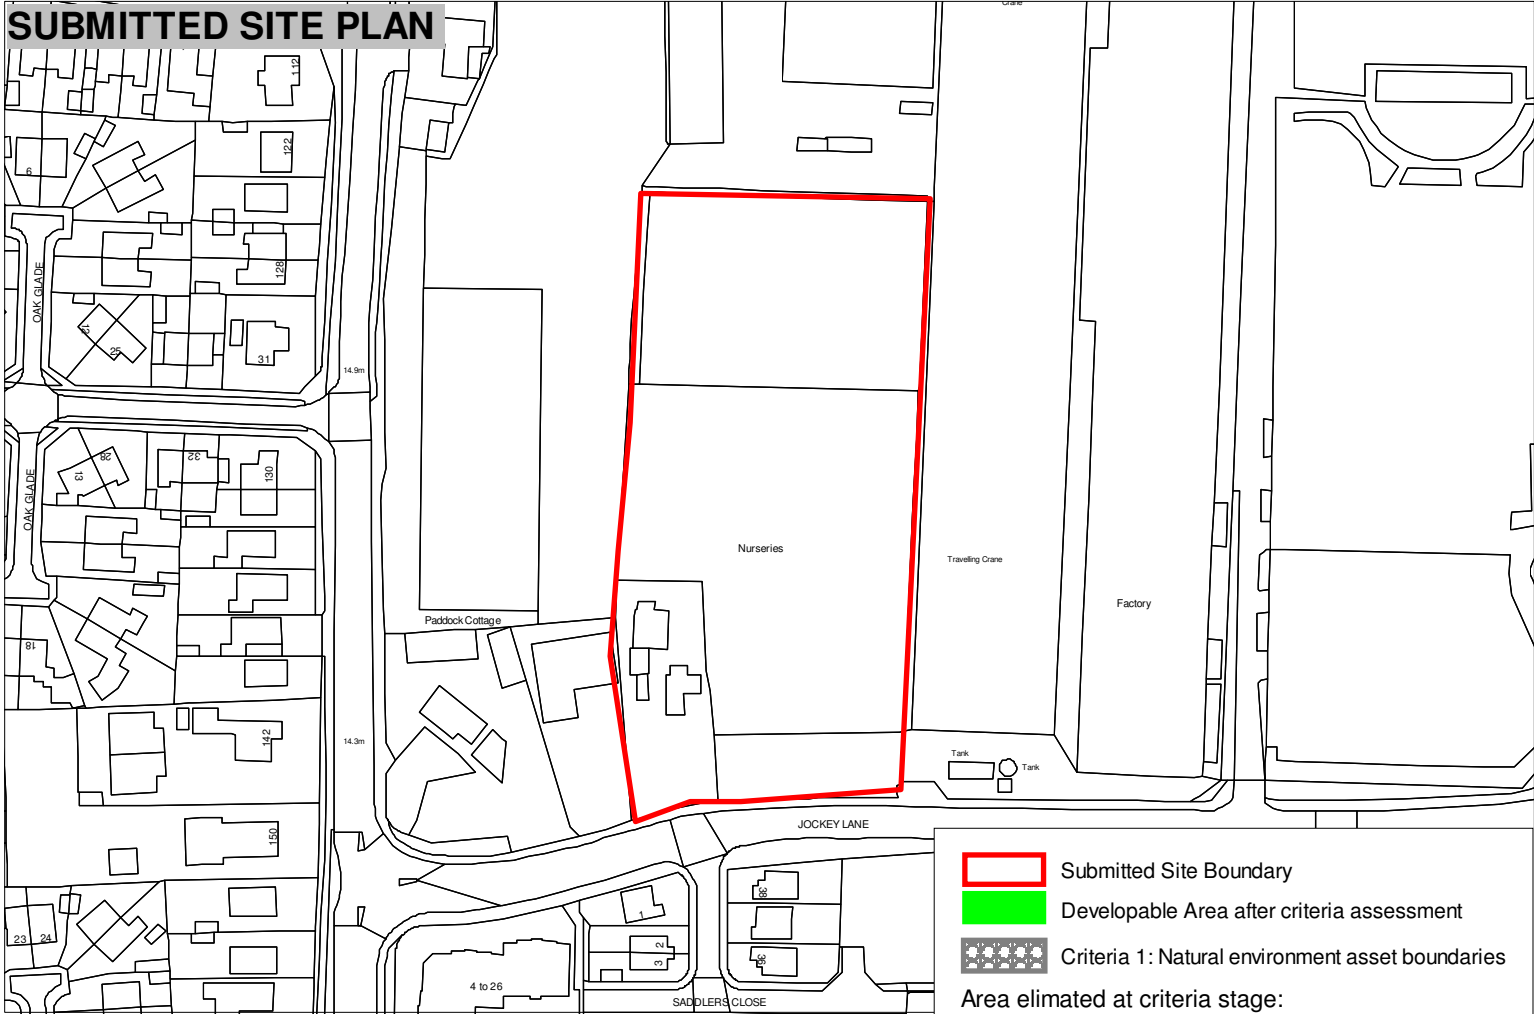 SUBMITTED SITE PLAN
Crane
112
122
9
OAK GLADE
128
12
25
31
14.9m
28
13
32
130
OAK GLADE
Nurseries
Travelling Crane
Factory
Paddock Cottage
18
142
14.3m
Tank
Tank
JOCKEY LANE
150
38
1
2
3
36
23
24
4 to 26
SADDLERS CLOSE
Submitted Site Boundary
Developable Area after criteria assessment
Criteria 1: Natural environment asset boundaries
Area elimated at criteria stage: